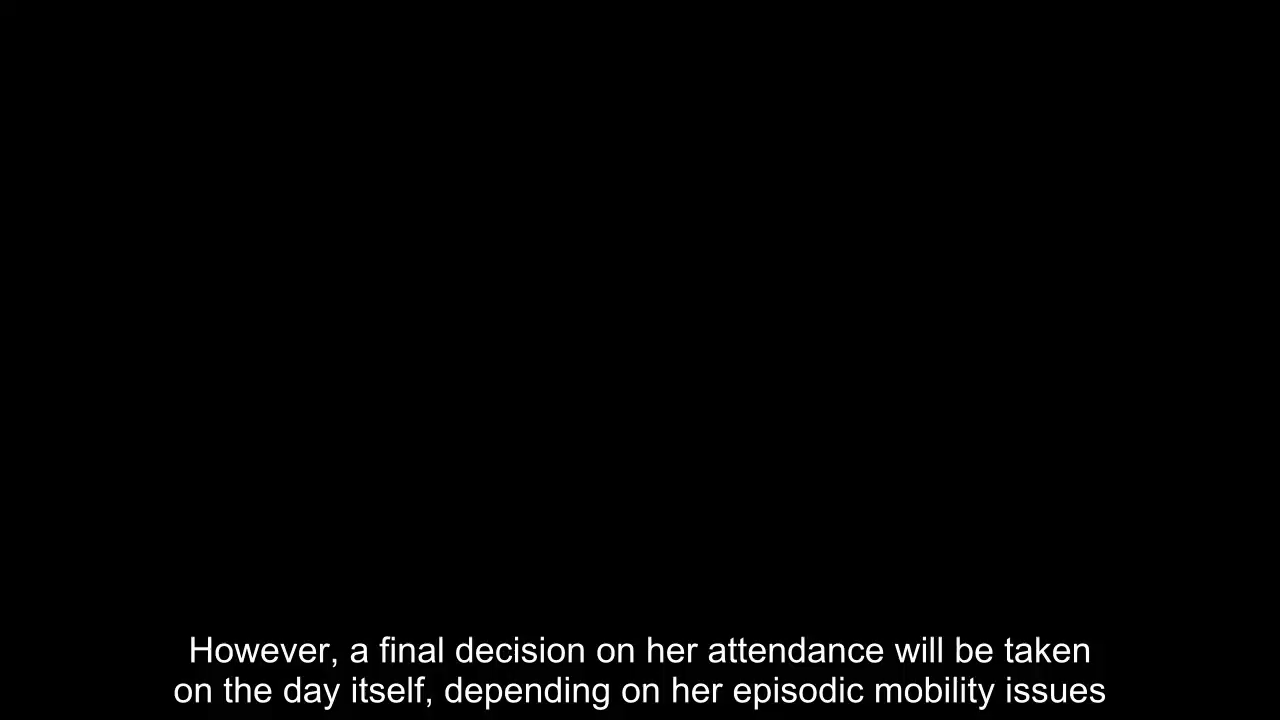 However, a final decision on her attendance will be taken
on the day itself, depending on her episodic mobility issues